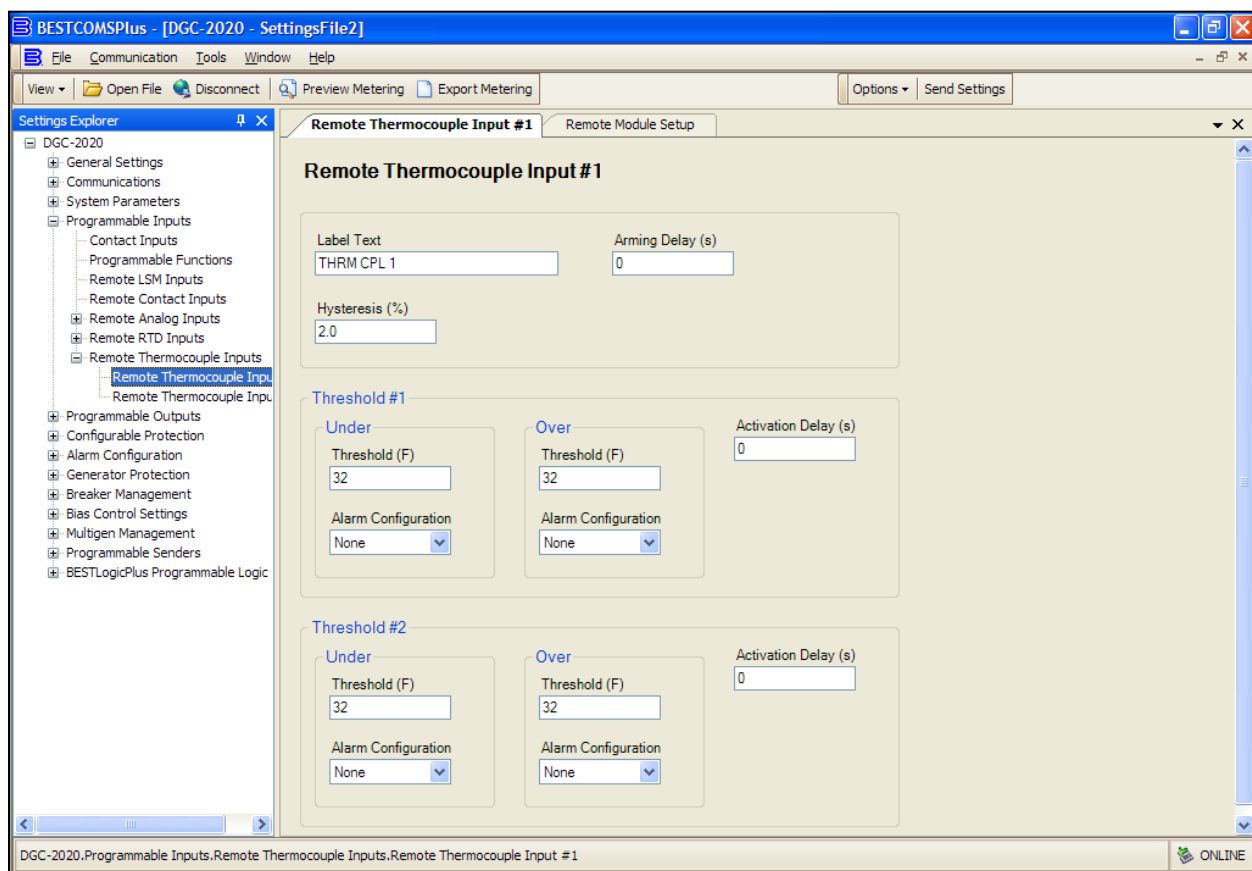 BESTCOMSPlus - [DGC-2020 - SettingsFile2]
File Communication Tools Window Help
View Open File Disconnect Preview Metering Export Metering Options Send Settings
Settings Explorer
DGC-2020
General Settings
Communications
System Parameters
Programmable Inputs
Contact Inputs
Programmable Functions
Remote LSM Inputs
Remote Contact Inputs
Remote Analog Inputs
Remote RTD Inputs
Remote Thermocouple Inputs
Remote Thermocouple Inpu
Remote Thermocouple Inpu
Programmable Outputs
Configurable Protection
Alarm Configuration
Generator Protection
Breaker Management
Bias Control Settings
Multigen Management
Programmable Senders
BESTLogicPlus Programmable Logic
Remote Thermocouple Input #1 Remote Module Setup
Remote Thermocouple Input #1
Label Text Arming Delay (s)
THRM CPL 1 0
Hysteresis (%)
2.0
Threshold #1
Under Over Activation Delay (s)
0
Threshold (F) Threshold (F)
32 32
Alarm Configuration Alarm Configuration
None None
Threshold #2
Under Over Activation Delay (s)
0
Threshold (F) Threshold (F)
32 32
Alarm Configuration Alarm Configuration
None None
DGC-2020.Programmable Inputs.Remote Thermocouple Inputs.Remote Thermocouple Input #1 ONLINE